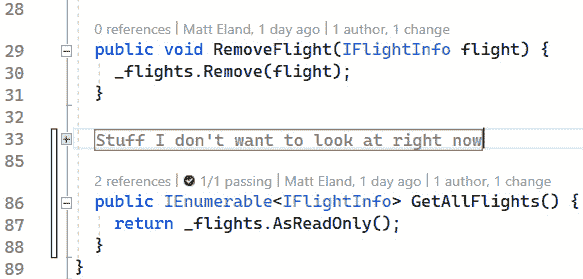 28
0 references | Matt Eland, 1 day ago | 1 author, 1 change
29 public void RemoveFlight(IFlightInfo flight) {
30 _flights.Remove(flight);
31 }
32
33 Stuff I don't want to look at right now
85
2 references | 1/1 passing | Matt Eland, 1 day ago | 1 author, 1 change
86 public IEnumerable<IFlightInfo> GetAllFlights() {
87 return _flights.AsReadOnly();
88 }
89 }